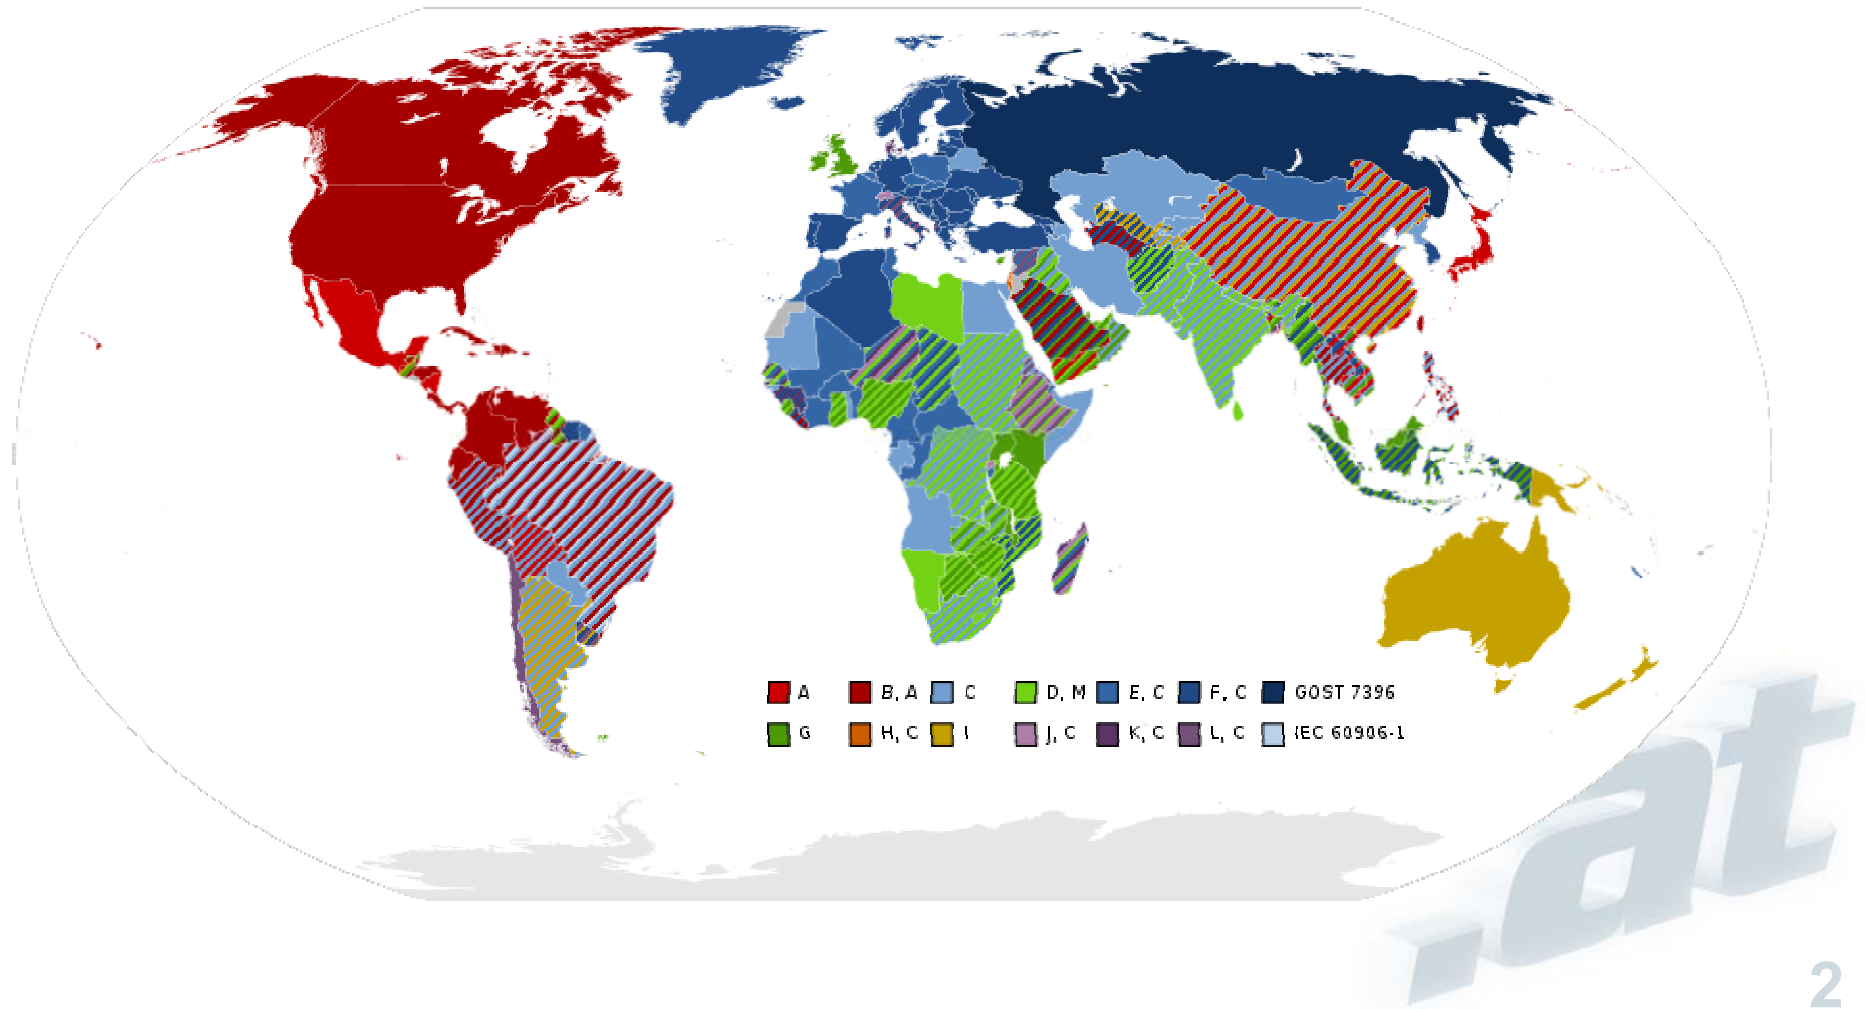 A B, A C D, M E, C F, C GOST 7396
G H, C I J, C K, C L, C IEC 60906-1
.at
2